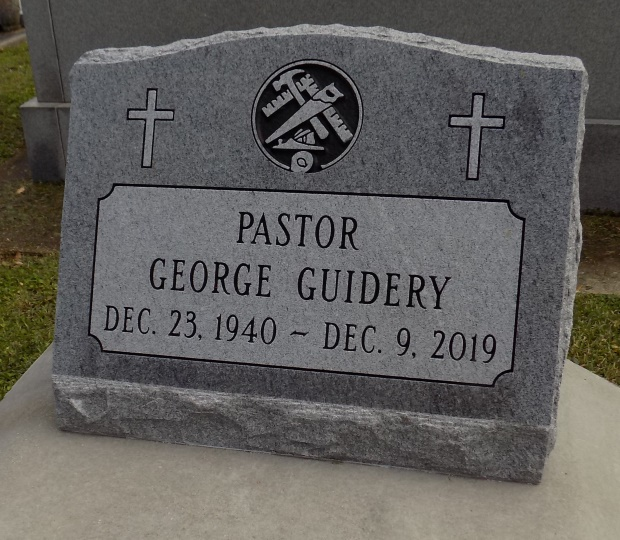 PASTOR
GEORGE GUIDERY
DEC. 23, 1940 ~ DEC. 9, 2019